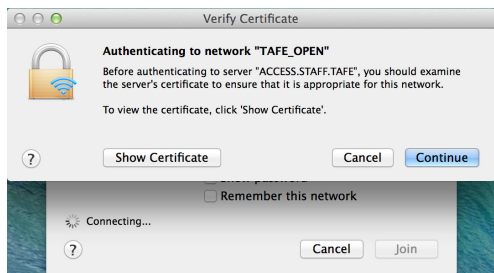 Verify Certificate
Authenticating to network "TAFE_OPEN"
Before authenticating to server "ACCESS.STAFF.TAFE", you should examine
the server's certificate to ensure that it is appropriate for this network.
To view the certificate, click 'Show Certificate'.
?
Show Certificate
Cancel
Continue
Show password
Remember this network
Connecting...
?
Cancel
Join